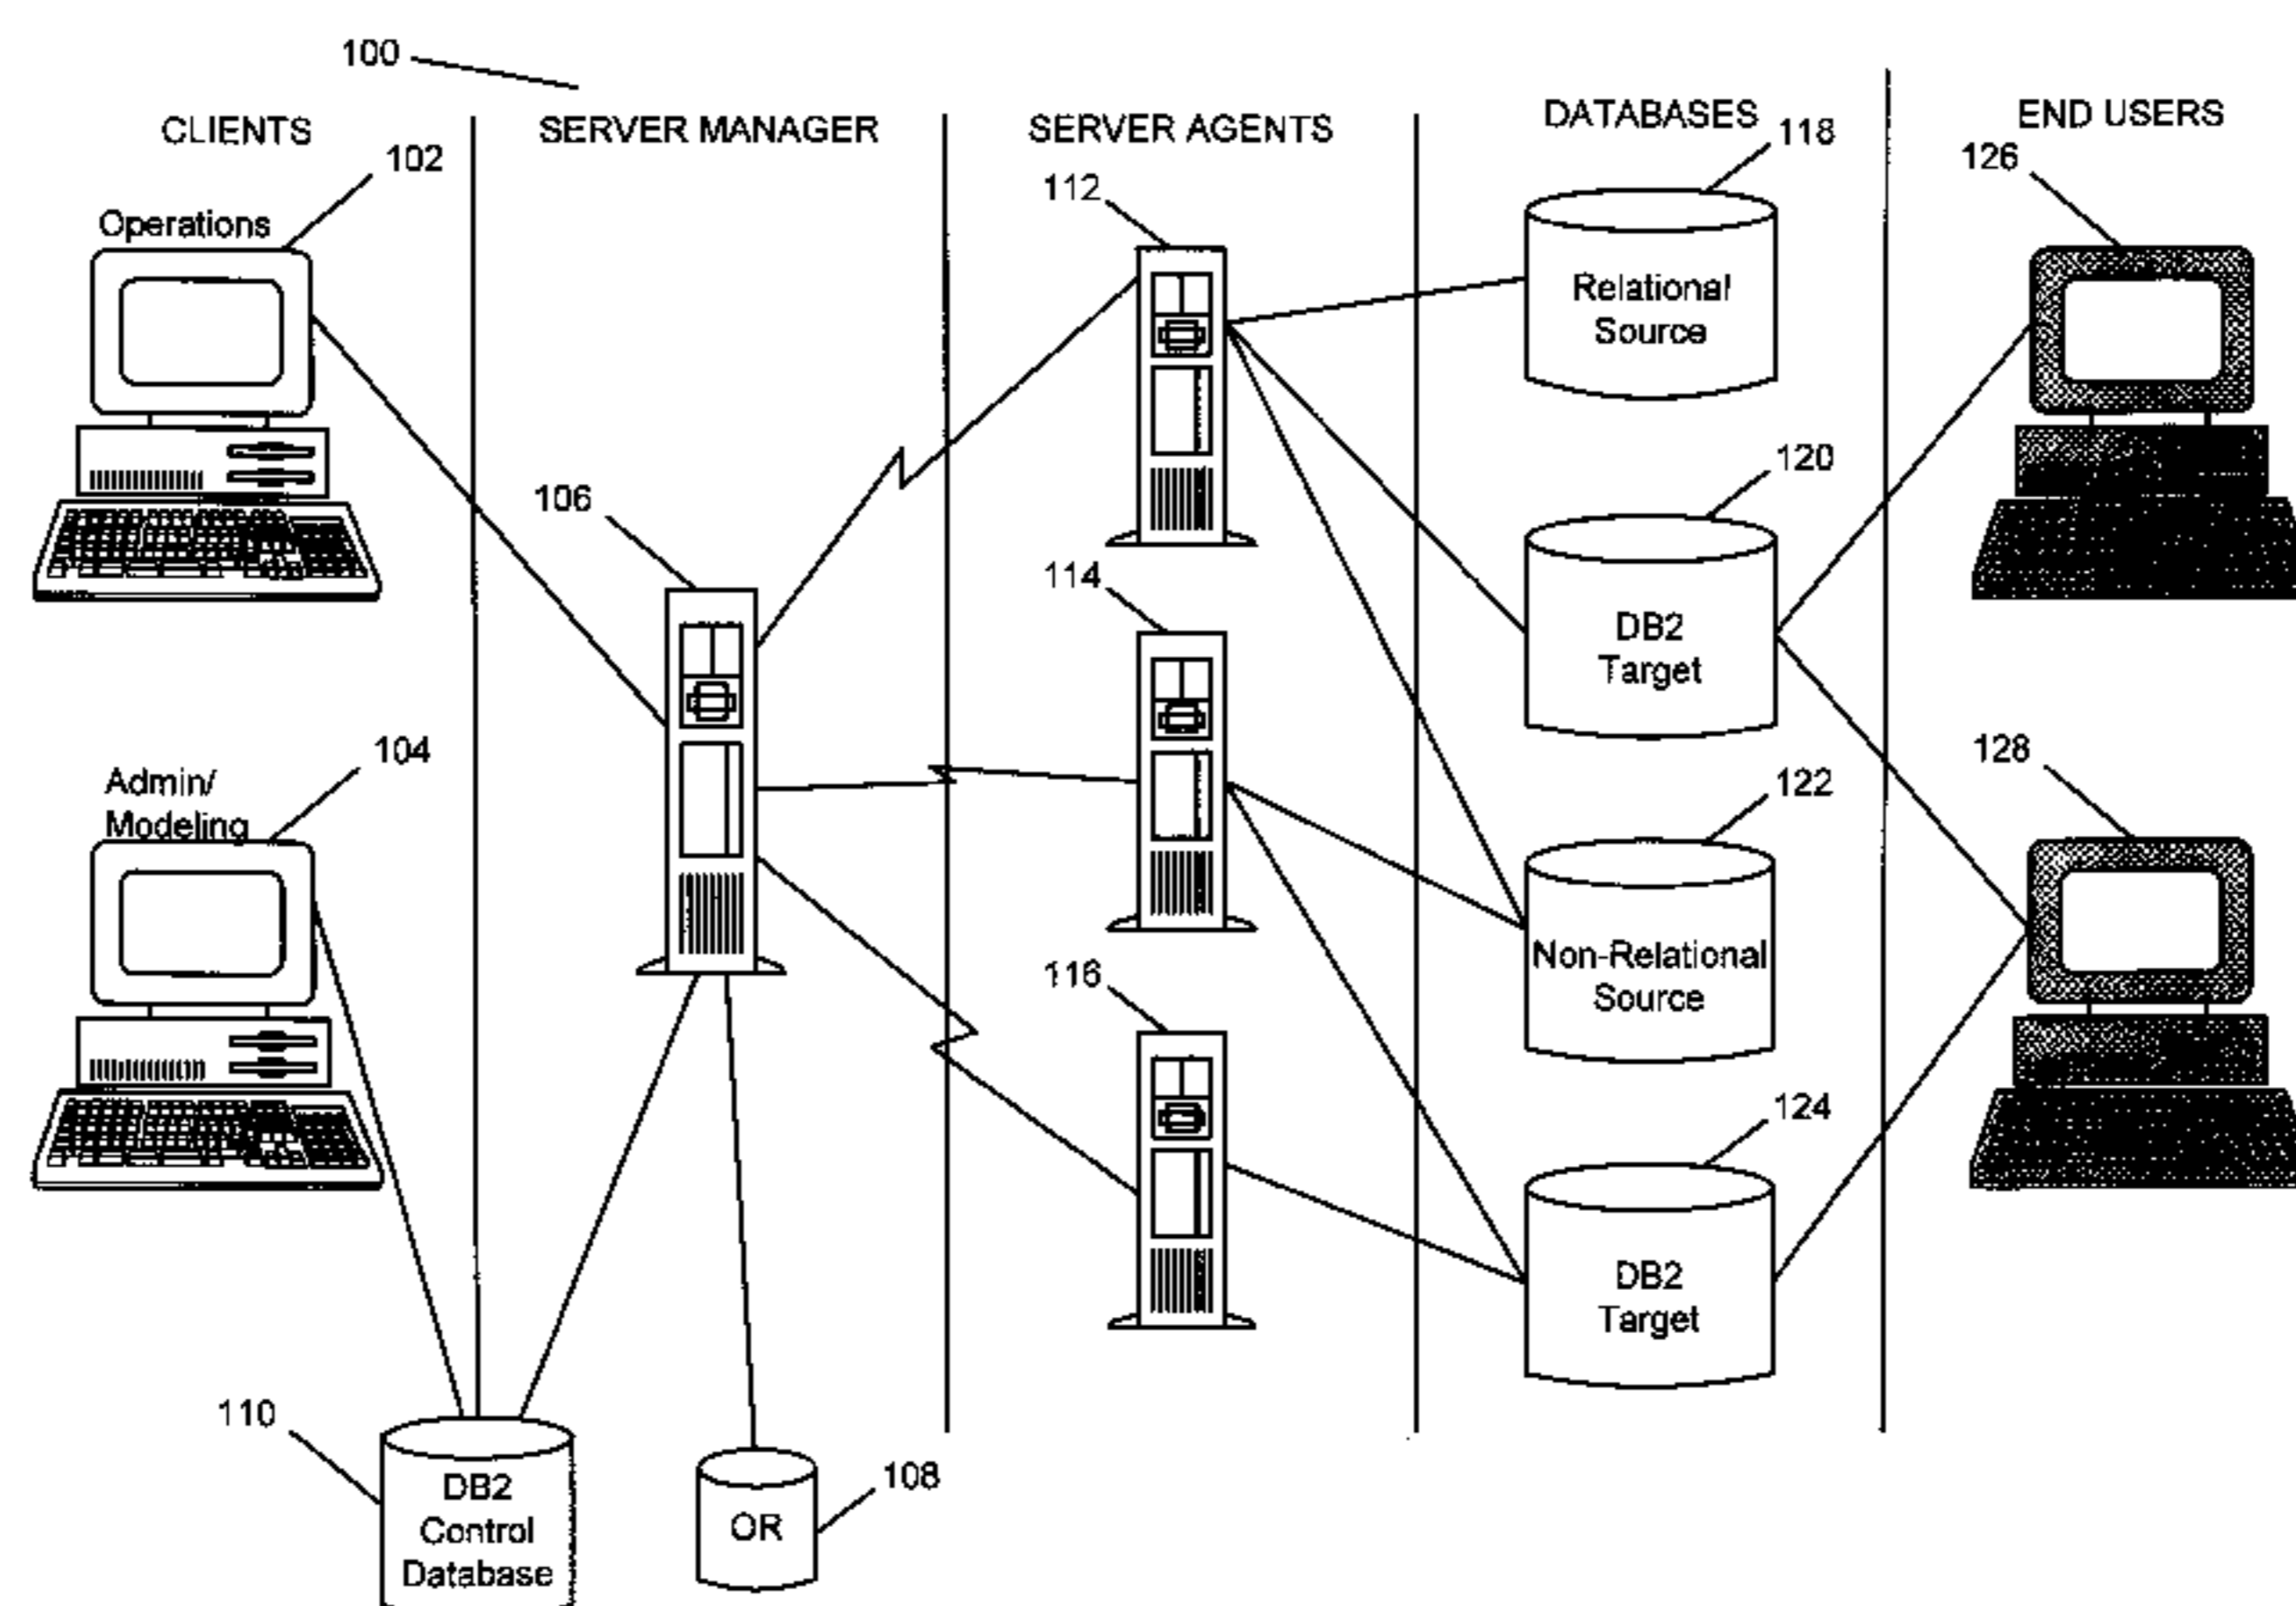 100
CLIENTS
SERVER MANAGER
SERVER AGENTS
DATABASES
END USERS
102
112
118
126
Operations
Relational
Source
106
114
120
DB2
Target
104
Admin/
Modeling
122
128
116
Non-Relational
Source
124
DB2
Target
110
DB2
Control
Database
108
OR